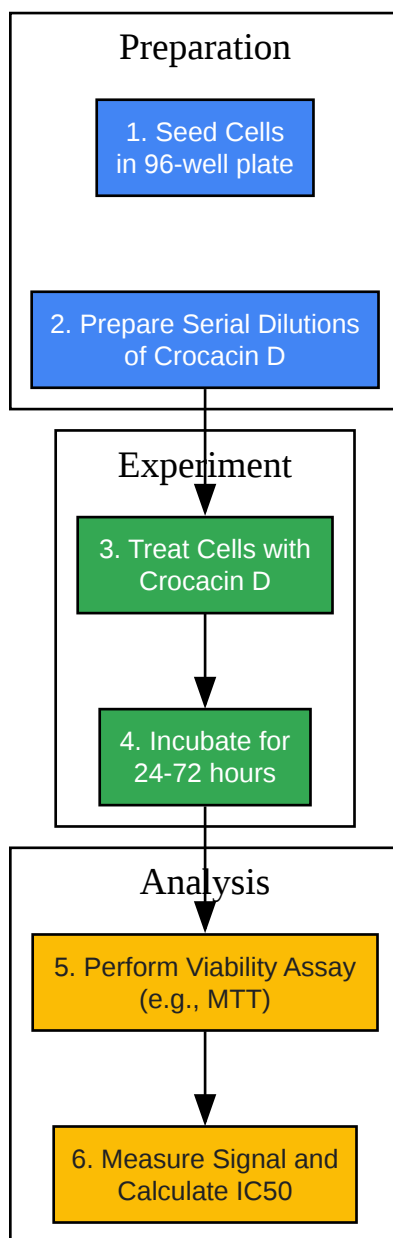 Preparation
1. Seed Cells
in 96-well plate
2. Prepare Serial Dilutions
of Crocacin D
Experiment
3. Treat Cells with
Crocacin D
4. Incubate for
24-72 hours
Analysis
5. Perform Viability Assay
(e.g., MTT)
6. Measure Signal and
Calculate IC50